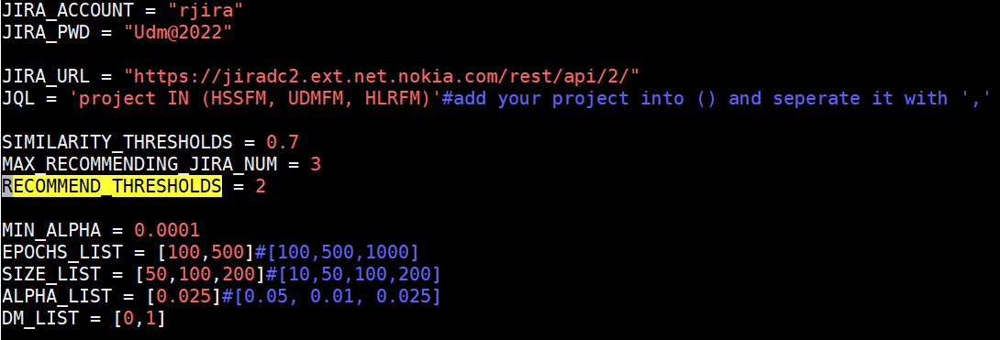 JIRA_ACCOUNT = "rjira"
JIRA_PWD = "Udm@2022"
JIRA_URL = "https://jiradc2.ext.net.nokia.com/rest/api/2/"
JQL = 'project IN (HSSFM, UDMFM, HLRFM)'#add your project into () and seperate it with ','
SIMILARITY_THRESHOLDS = 0.7
MAX_RECOMMENDING_JIRA_NUM = 3
RECOMMEND_THRESHOLDS = 2
MIN_ALPHA = 0.0001
EPOCHS_LIST = [100,500]#[100,500,1000]
SIZE_LIST = [50,100,200]#[10,50,100,200]
ALPHA_LIST = [0.025]#[0.05, 0.01, 0.025]
DM_LIST = [0,1]